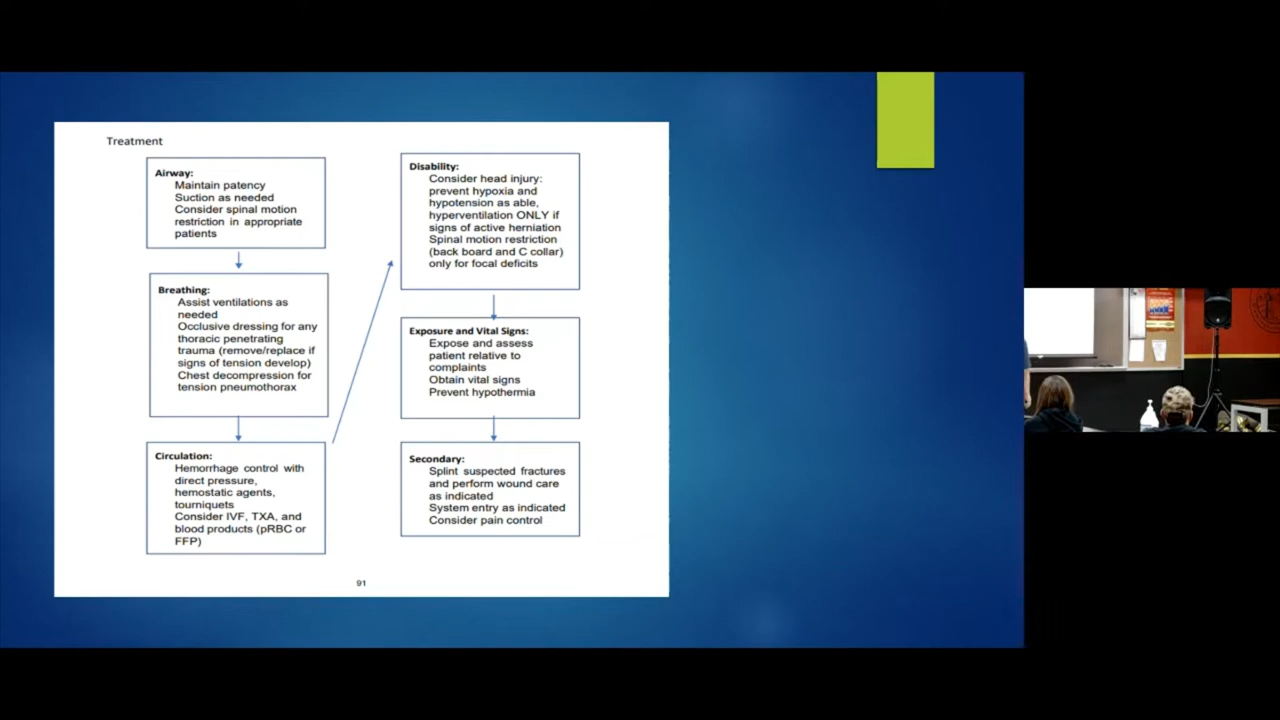 Treatment
Airway:
Maintain patency
Suction as needed
Consider spinal motion
restriction in appropriate
patients
Breathing:
Assist ventilations as
needed
Occlusive dressing for any
thoracic penetrating
trauma (remove/replace if
signs of tension develop)
Chest decompression for
tension pneumothorax
Circulation:
Hemorrhage control with
direct pressure,
hemostatic agents,
tourniquets
Consider IVF, TXA, and
blood products (pRBC or
FFP)
Disability:
Consider head injury:
prevent hypoxia and
hypotension as able,
hyperventilation ONLY if
signs of active herniation
Spinal motion restriction
(back board and C collar)
only for focal deficits
Exposure and Vital Signs:
Expose and assess
patient relative to
complaints
Obtain vital signs
Prevent hypothermia
Secondary:
Splint suspected fractures
and perform wound care
as indicated
System entry as indicated
Consider pain control
91